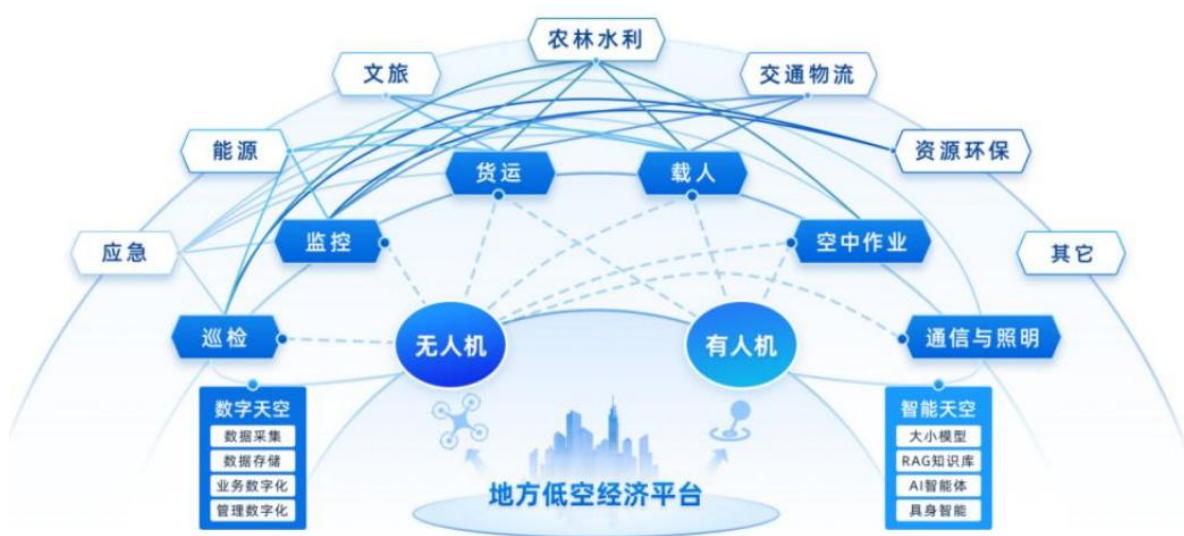 农林水利
文旅
交通物流
能源
资源环保
货运
载人
应急
监控
空中作业
其它
巡检
无人机
有人机
通信与照明
数字天空
数据采集
数据存储
业务数字化
管理数字化
智能天空
大小模型
RAG知识库
AI智能体
具身智能
地方低空经济平台